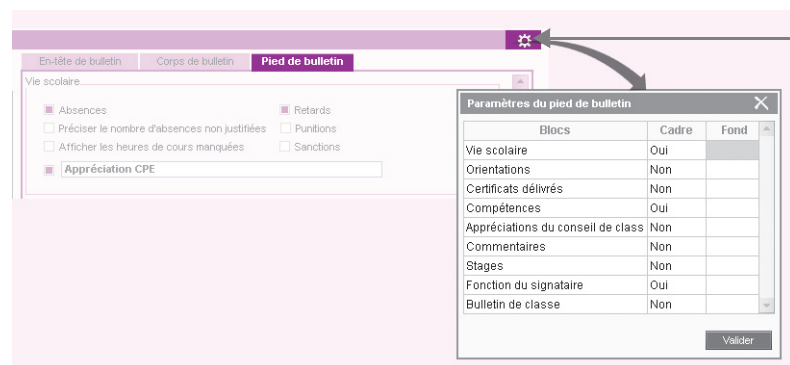 En-tête de bulletin Corps de bulletin Pied de bulletin
Vie scolaire
Absences Retards
Préciser le nombre d'absences non justifiées Punitions
Afficher les heures de cours manquées Sanctions
Appréciation CPE
Paramètres du pied de bulletin
Blocs Cadre Fond
Vie scolaire Oui
Orientations Non
Certificats délivrés Non
Compétences Oui
Appréciations du conseil de class Non
Commentaires Non
Stages Non
Fonction du signataire Oui
Bulletin de classe Non
Valider